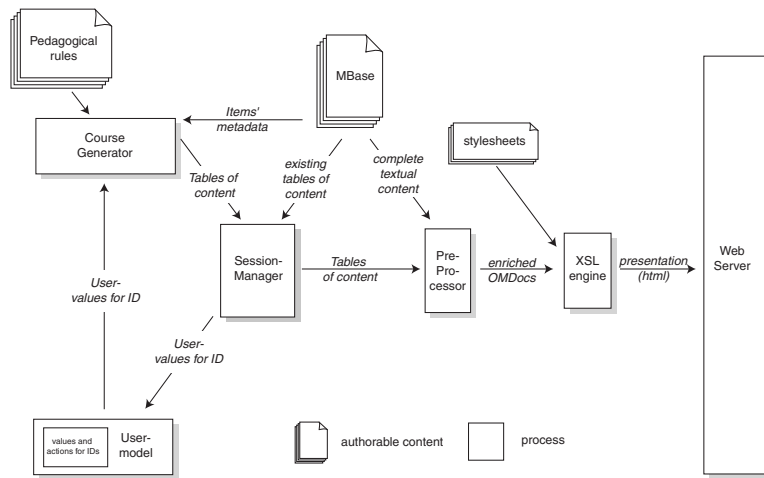 Pedagogical
rules
MBase
Items'
metadata
Course
Generator
stylesheets
Tables of
content
existing
tables of
content
complete
textual
content
Session-
Manager
Tables
of content
Pre-
Pro-
cessor
enriched
OMDocs
XSL
engine
presentation
(html)
Web
Server
User-
values for ID
User-
values for ID
values and
actions for IDs
User-
model
authorable content
process